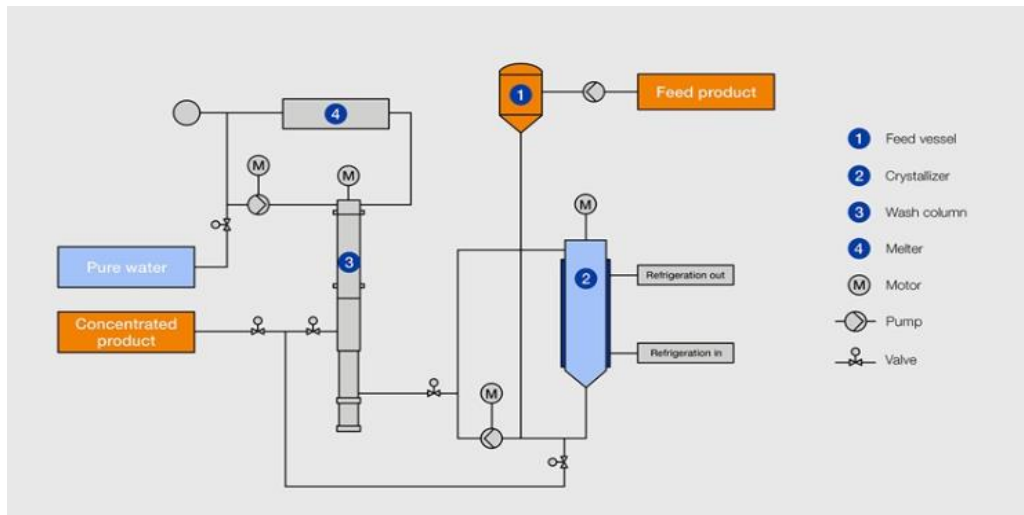 1
Feed product
4
M
M
1 Feed vessel
2 Crystallizer
M
3 Wash column
4 Melter
Pure water
3
2
Refrigeration out
M Motor
Concentrated
product
Pump
Refrigeration in
Valve
M